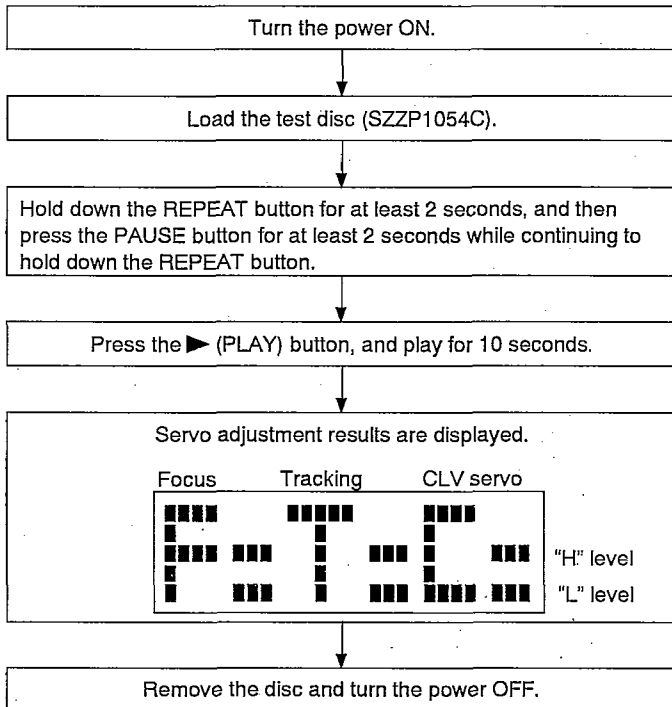 Turn the power ON.
Load the test disc (SZZP1054C).
Hold down the REPEAT button for at least 2 seconds, and then
press the PAUSE button for at least 2 seconds while continuing to
hold down the REPEAT button.
Press the ▶ (PLAY) button, and play for 10 seconds.
Servo adjustment results are displayed.
Focus Tracking CLV servo
F T C
"H" level
"L" level
Remove the disc and turn the power OFF.